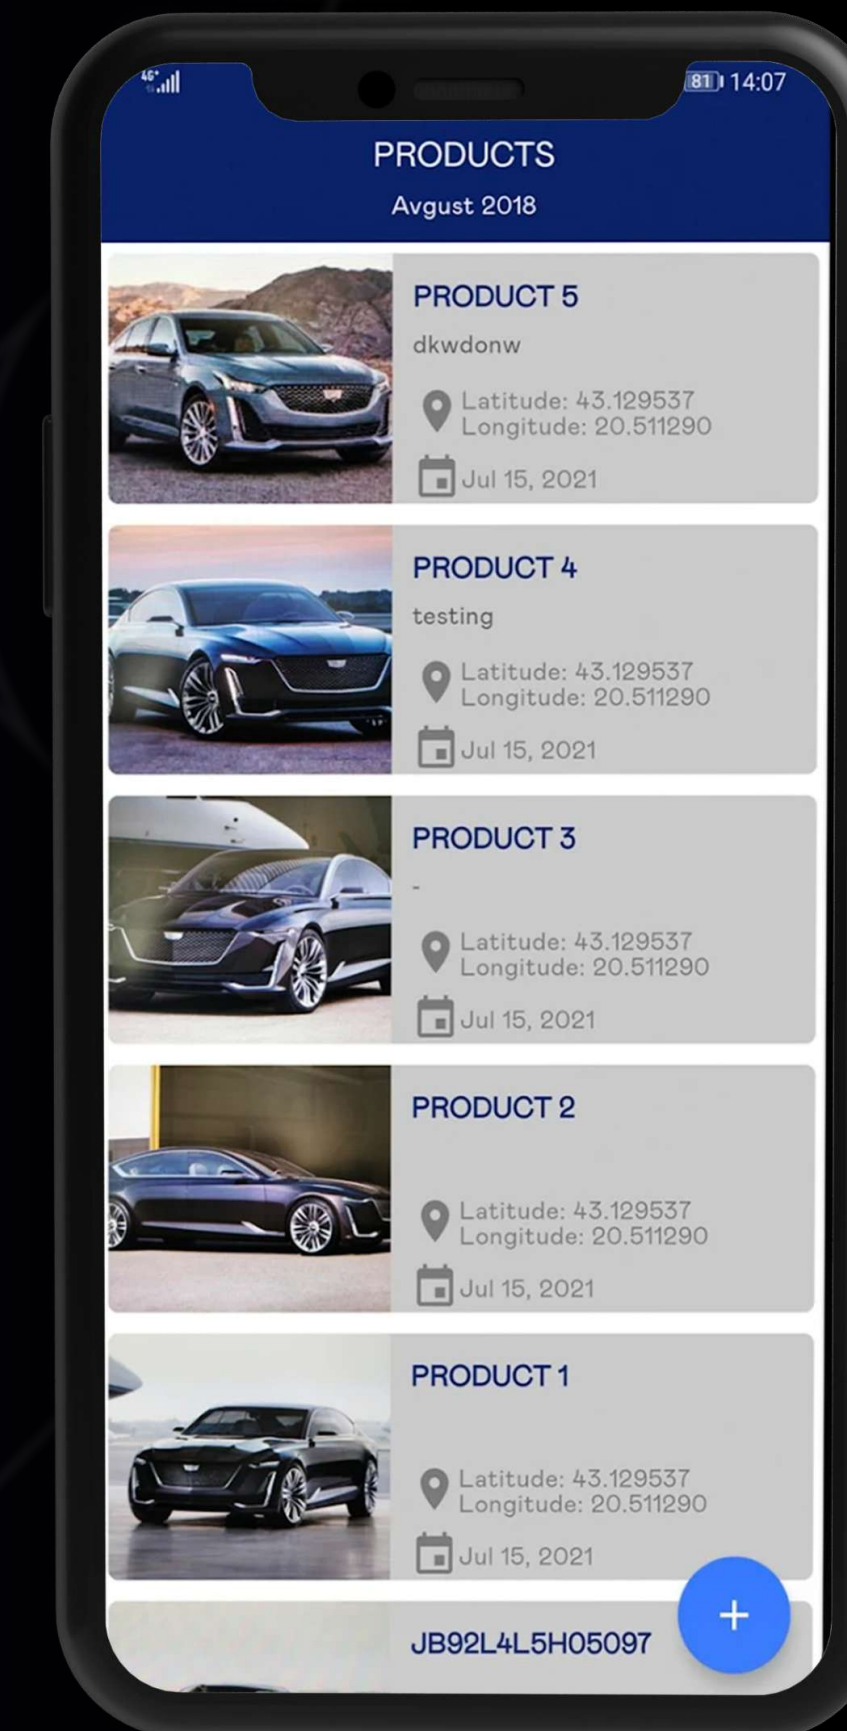 4G+
81 14:07
PRODUCTS
Avgust 2018
PRODUCT 5
dkwdonw
Latitude: 43.129537
Longitude: 20.511290
Jul 15, 2021
PRODUCT 4
testing
Latitude: 43.129537
Longitude: 20.511290
Jul 15, 2021
PRODUCT 3
-
Latitude: 43.129537
Longitude: 20.511290
Jul 15, 2021
PRODUCT 2
Latitude: 43.129537
Longitude: 20.511290
Jul 15, 2021
PRODUCT 1
Latitude: 43.129537
Longitude: 20.511290
Jul 15, 2021
JB92L4L5H05097
+